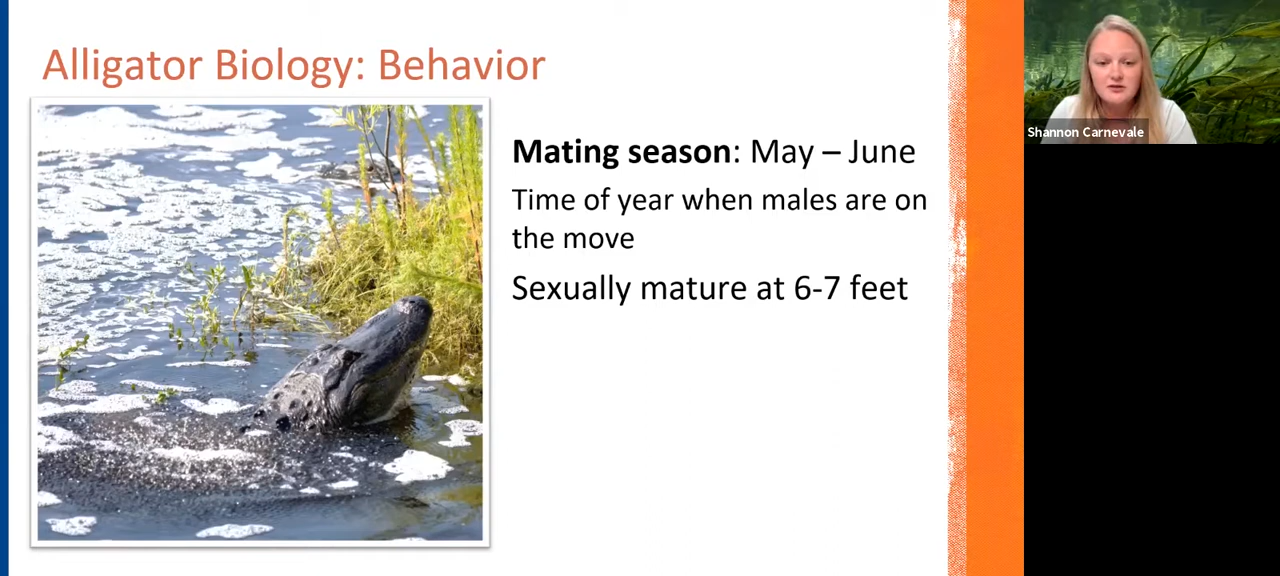 Alligator Biology: Behavior
Mating season: May – June
Time of year when males are on
the move
Sexually mature at 6-7 feet
Shannon Carnevale